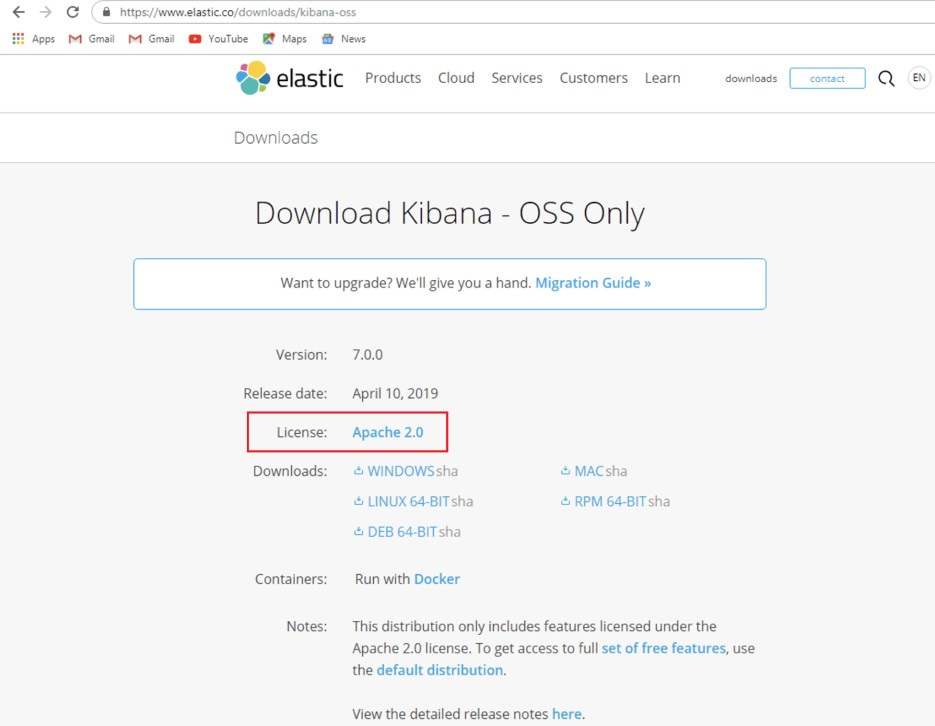 https://www.elastic.co/downloads/kibana-oss
Apps Gmail Gmail YouTube Maps News
elastic Products Cloud Services Customers Learn downloads contact EN
Downloads
Download Kibana - OSS Only
Want to upgrade? We'll give you a hand. Migration Guide »
Version: 7.0.0
Release date: April 10, 2019
License: Apache 2.0
Downloads: WINDOWS sha MAC sha
LINUX 64-BIT sha RPM 64-BIT sha
DEB 64-BIT sha
Containers: Run with Docker
Notes: This distribution only includes features licensed under the
Apache 2.0 license. To get access to full set of free features, use
the default distribution.
View the detailed release notes here.